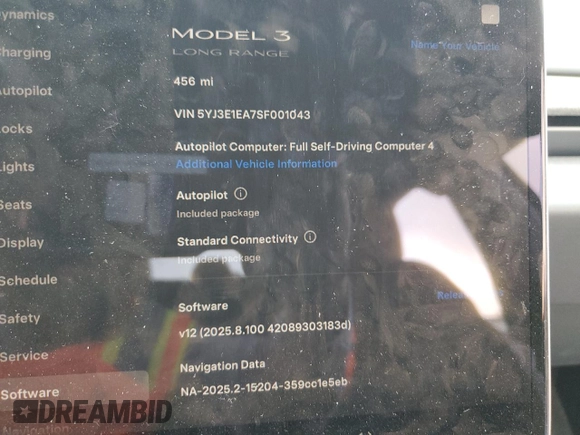 Dynamics
MODEL 3
LONG RANGE
Name Your Vehicle
Charging
456 mi
Autopilot
VIN 5YJ3E1EA7SF001043
Locks
Autopilot Computer: Full Self-Driving Computer 4
Additional Vehicle Information
Lights
Autopilot
Included package
Seats
Standard Connectivity
Included package
Display
Schedule
Software
Safety
v12 (2025.8.100 42089303183d)
Service
Navigation Data
Software
NA-2025.2-15204-359cc1e5eb
DREAMBID
Navigation